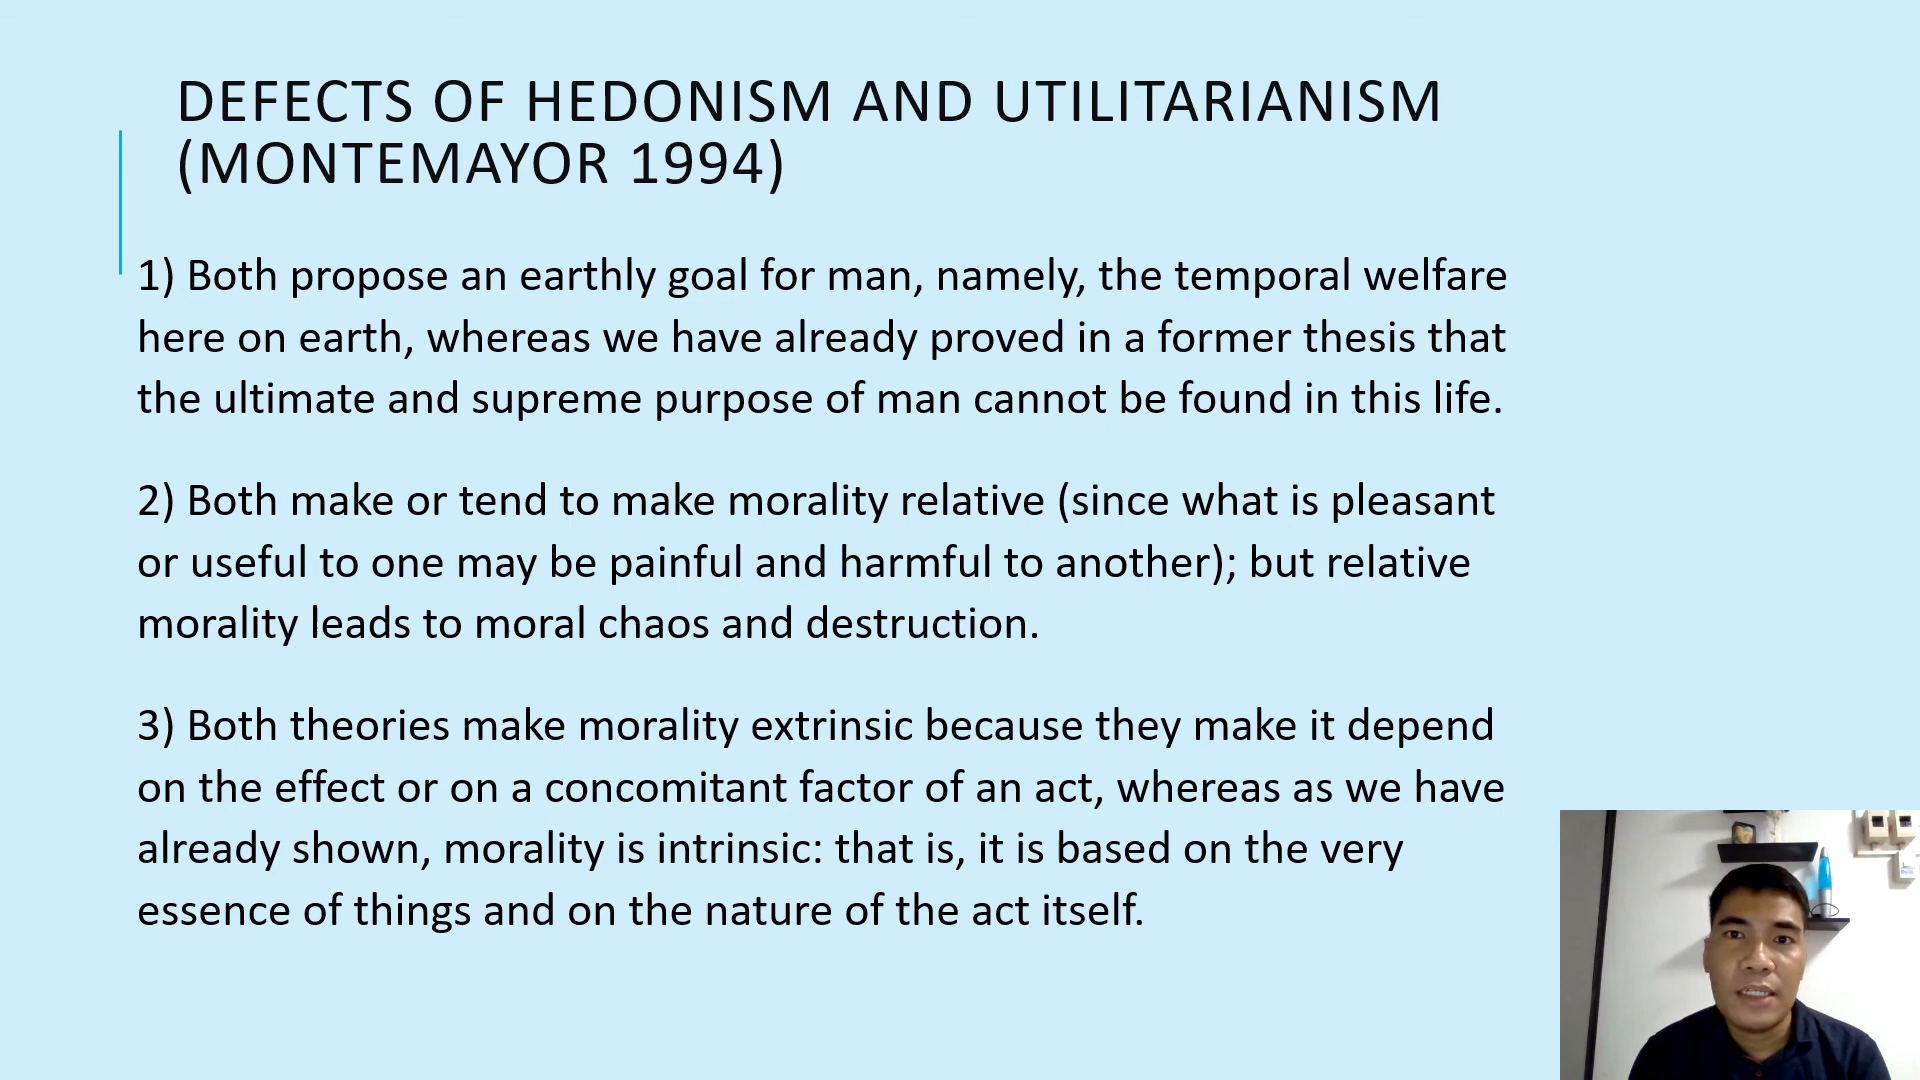 DEFECTS OF HEDONISM AND UTILITARIANISM
(MONTEMAYOR 1994)
1) Both propose an earthly goal for man, namely, the temporal welfare
here on earth, whereas we have already proved in a former thesis that
the ultimate and supreme purpose of man cannot be found in this life.
2) Both make or tend to make morality relative (since what is pleasant
or useful to one may be painful and harmful to another); but relative
morality leads to moral chaos and destruction.
3) Both theories make morality extrinsic because they make it depend
on the effect or on a concomitant factor of an act, whereas as we have
already shown, morality is intrinsic: that is, it is based on the very
essence of things and on the nature of the act itself.